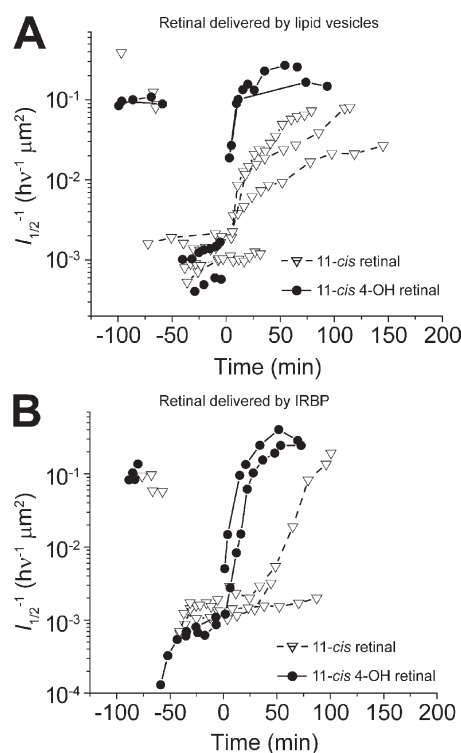 A
Retinal delivered by lipid vesicles
10⁻¹
10⁻²
10⁻³
I₁/₂⁻¹ (hν⁻¹ μm²)
11-cis retinal
11-cis 4-OH retinal
-100 -50 0 50 100 150 200
Time (min)
B
Retinal delivered by IRBP
10⁻¹
10⁻²
10⁻³
10⁻⁴
I₁/₂⁻¹ (hν⁻¹ μm²)
11-cis retinal
11-cis 4-OH retinal
-100 -50 0 50 100 150 200
Time (min)